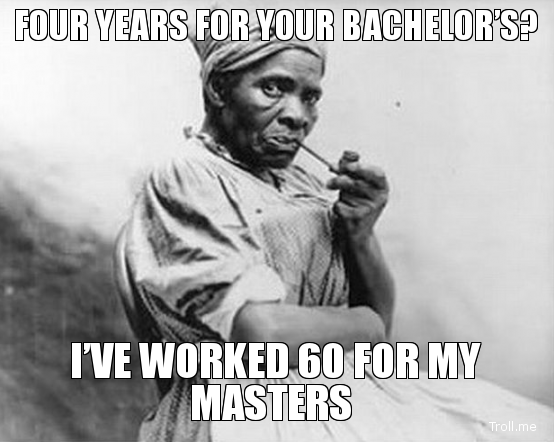 FOUR YEARS FOR YOUR BACHELOR'S?
I'VE WORKED 60 FOR MY
MASTERS
Troll.me